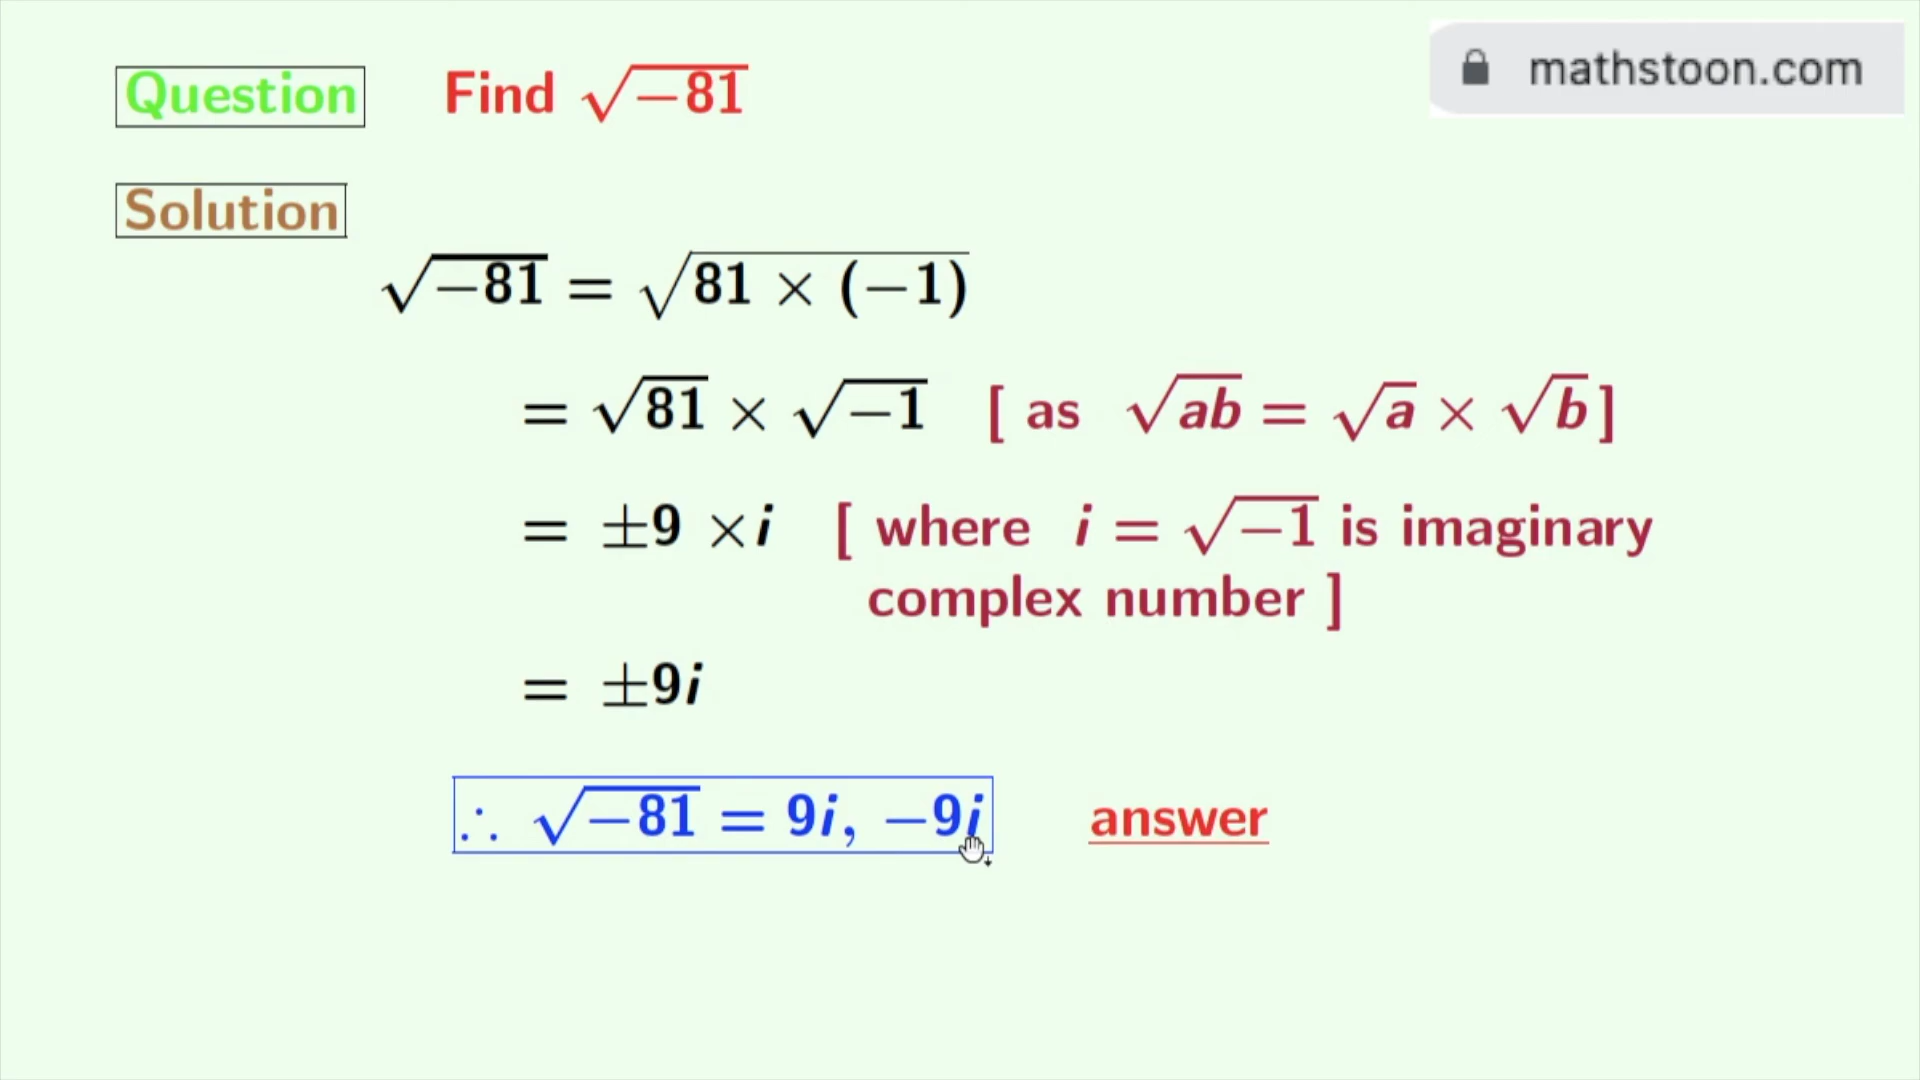 Question Find √−81
mathstoon.com
Solution
√−81 = √81 × (−1)
= √81 × √−1 [ as √ab = √a × √b ]
= ±9 ×i [ where i = √−1 is imaginary
complex number ]
= ±9i
∴ √−81 = 9i, −9i answer